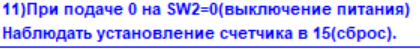 11)При подаче 0 на SW2=0(выключение питания)
Наблюдать установление счетчика в 15(сброс).